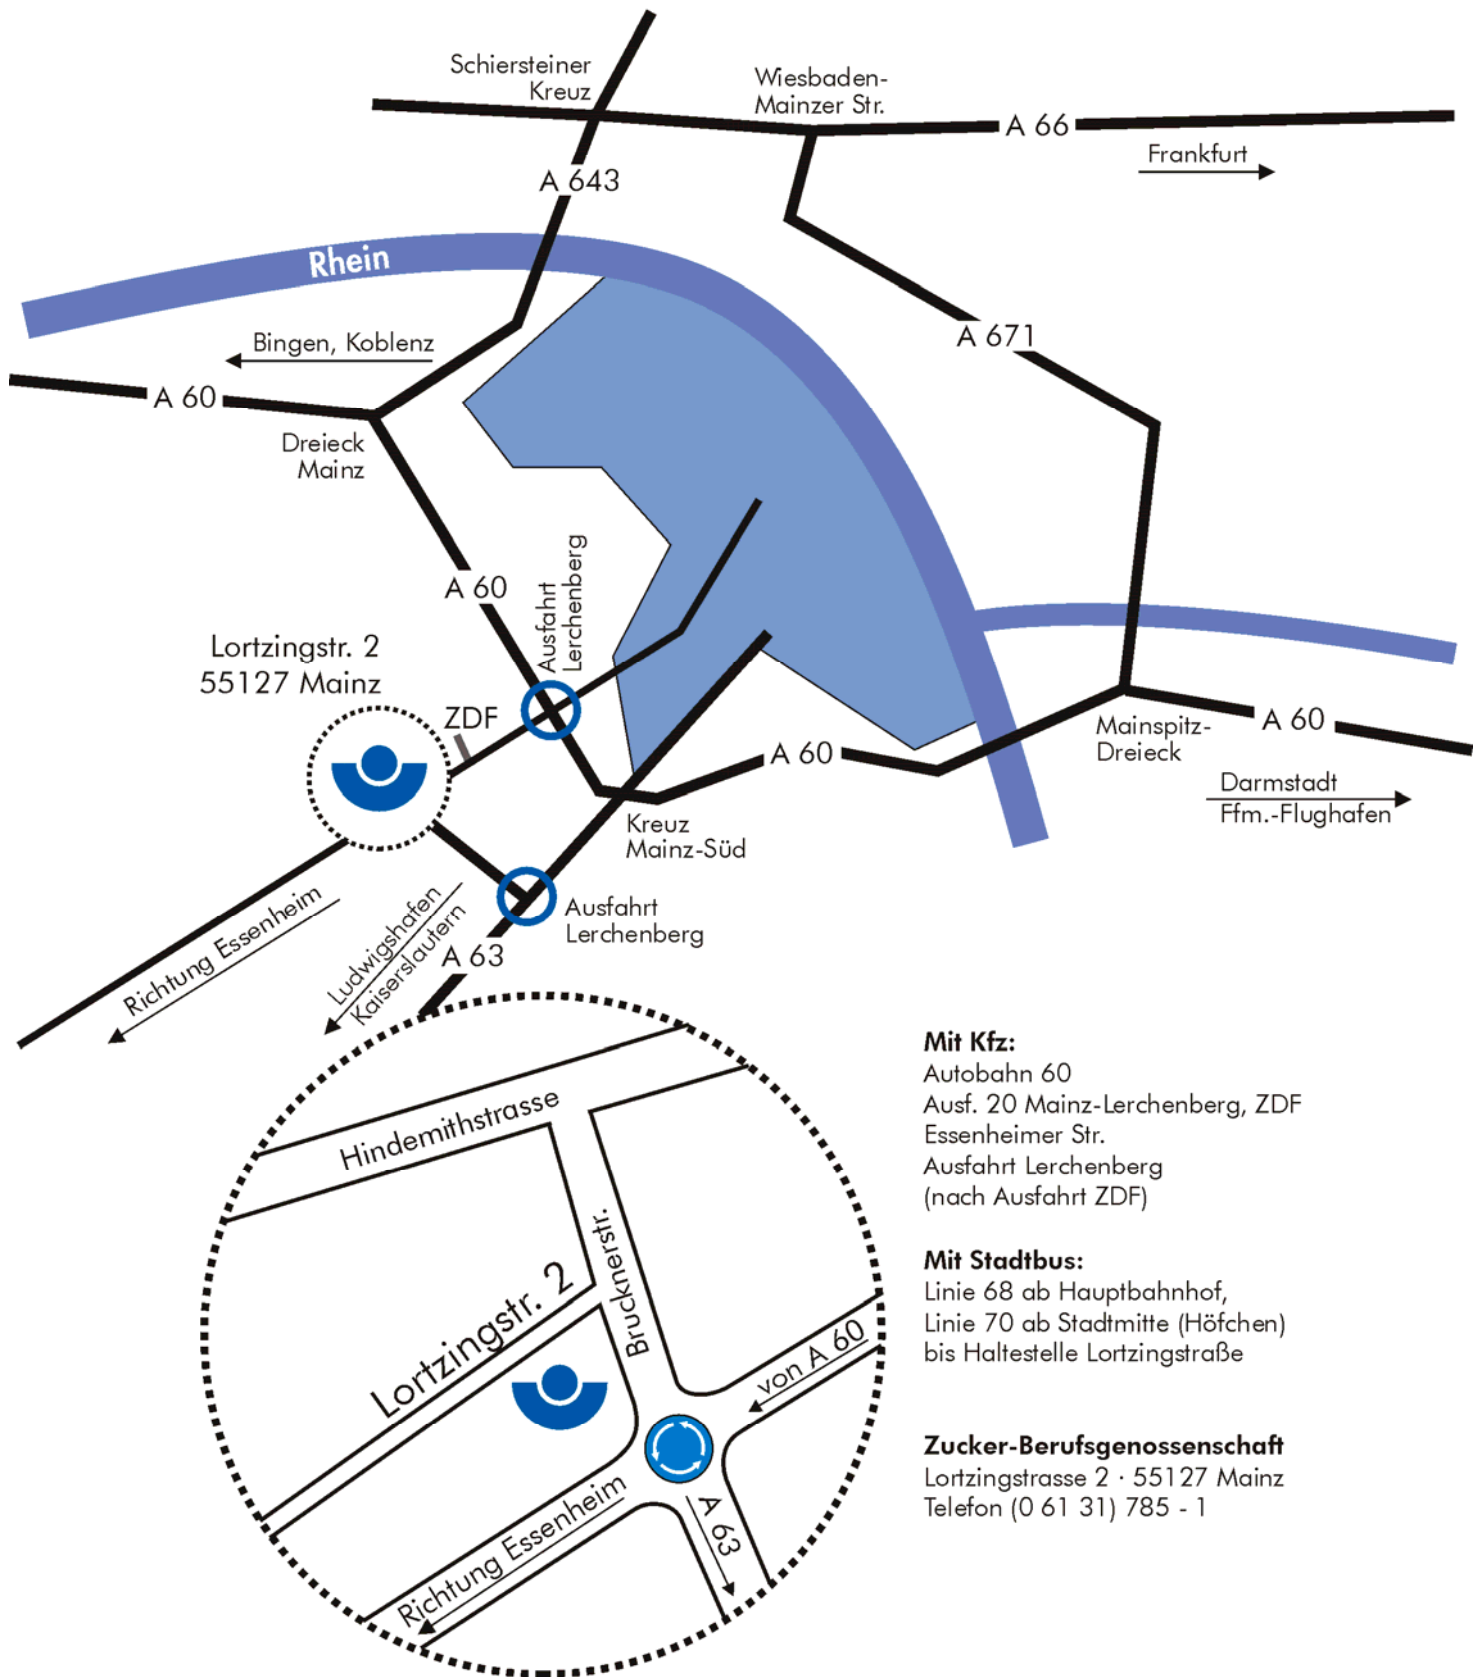 Schiersteiner
Kreuz
Wiesbaden-
Mainzer Str.
A 66
Frankfurt
A 643
Rhein
A 671
Bingen, Koblenz
A 60
Dreieck
Mainz
A 60
Ausfahrt
Lerchenberg
Lortzingstr. 2
55127 Mainz
ZDF
A 60
Mainspitz-
Dreieck
A 60
Darmstadt
Ffm.-Flughafen
Kreuz
Mainz-Süd
Ausfahrt
Lerchenberg
Richtung Essenheim
Ludwigshafen
Kaiserslautern
A 63
Hindemithstrasse
Brucknerstr.
Lortzingstr. 2
von A 60
Richtung Essenheim
A 63
Mit Kfz:
Autobahn 60
Ausf. 20 Mainz-Lerchenberg, ZDF
Essenheimer Str.
Ausfahrt Lerchenberg
(nach Ausfahrt ZDF)
Mit Stadtbus:
Linie 68 ab Hauptbahnhof,
Linie 70 ab Stadtmitte (Höfchen)
bis Haltestelle Lortzingstraße
Zucker-Berufsgenossenschaft
Lortzingstrasse 2 · 55127 Mainz
Telefon (0 61 31) 785 - 1